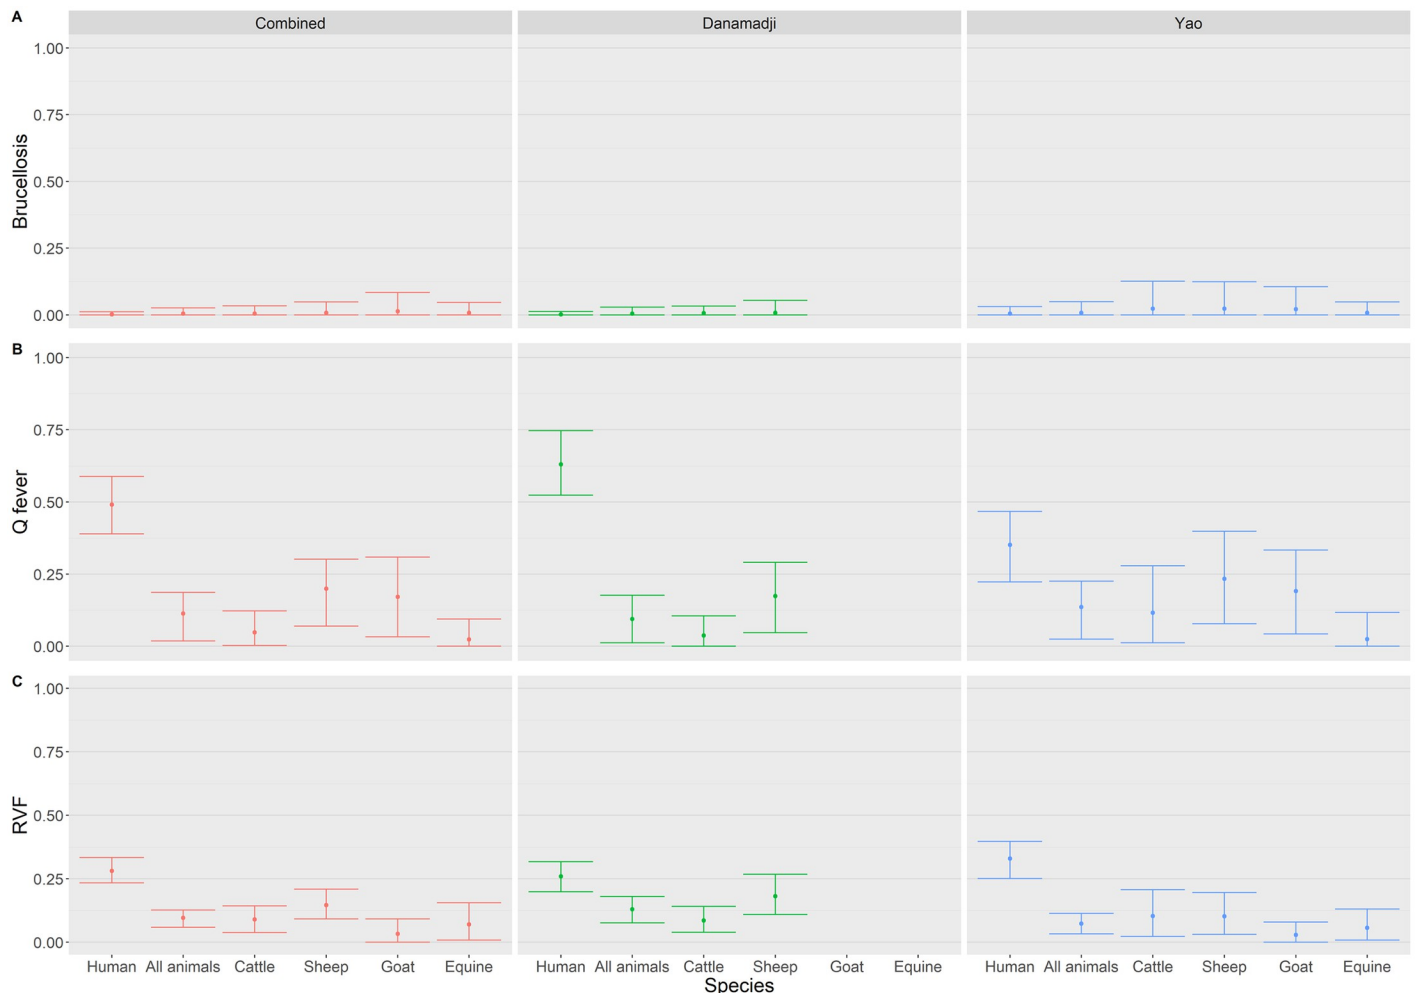 A
Combined
Danamadji
Yao
Brucellosis
1.00
0.75
0.50
0.25
0.00
B
Q fever
1.00
0.75
0.50
0.25
0.00
C
RVF
1.00
0.75
0.50
0.25
0.00
Human All animals Cattle Sheep Goat Equine
Human All animals Cattle Sheep Goat Equine
Human All animals Cattle Sheep Goat Equine
Species